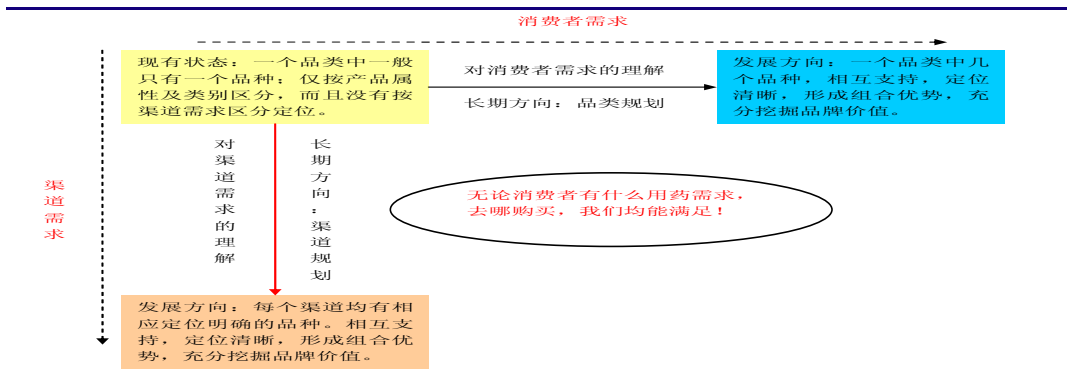 消费者需求
现有状态：一个品类中一般
只有一个品种；仅按产品属
性及类别区分，而且没有按
渠道需求区分定位。
对消费者需求的理解
长期方向：品类规划
发展方向：一个品类中几
个品种，相互支持，定位
清晰，形成组合优势，充
分挖掘品牌价值。
渠道需求
对渠道需求的理解
长期方向：渠道规划
无论消费者有什么用药需求，
去哪购买，我们均能满足！
发展方向：每个渠道均有相
应定位明确的品种。相互支
持，定位清晰，形成组合优
势，充分挖掘品牌价值。